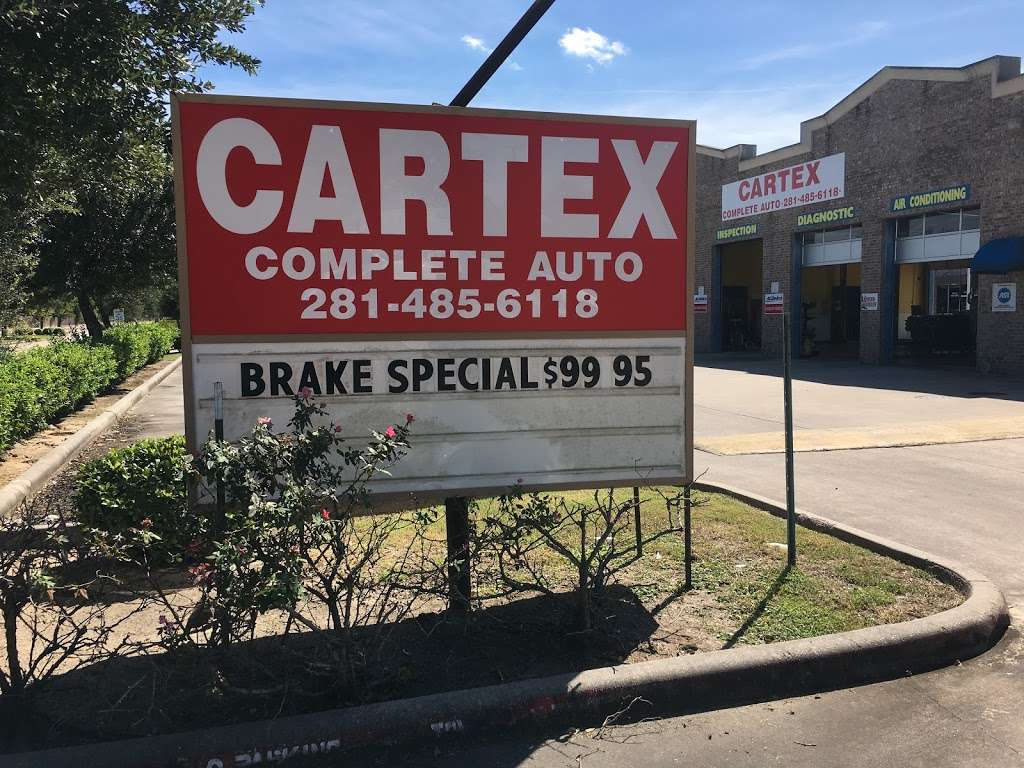 CARTEX
COMPLETE AUTO
281-485-6118
BRAKE SPECIAL $99 95
CARTEX
COMPLETE AUTO-281-485-6118-
INSPECTION
DIAGNOSTIC
AIR CONDITIONING
PARKING